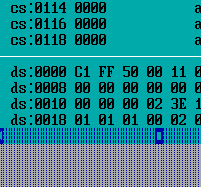 cs:0114 0000 a
cs:0116 0000 a
cs:0118 0000 a
ds:0000 C1 FF 50 00 11 0
ds:0008 00 00 00 00 00 0
ds:0010 00 00 00 02 3E 1
ds:0018 01 01 01 00 02 0